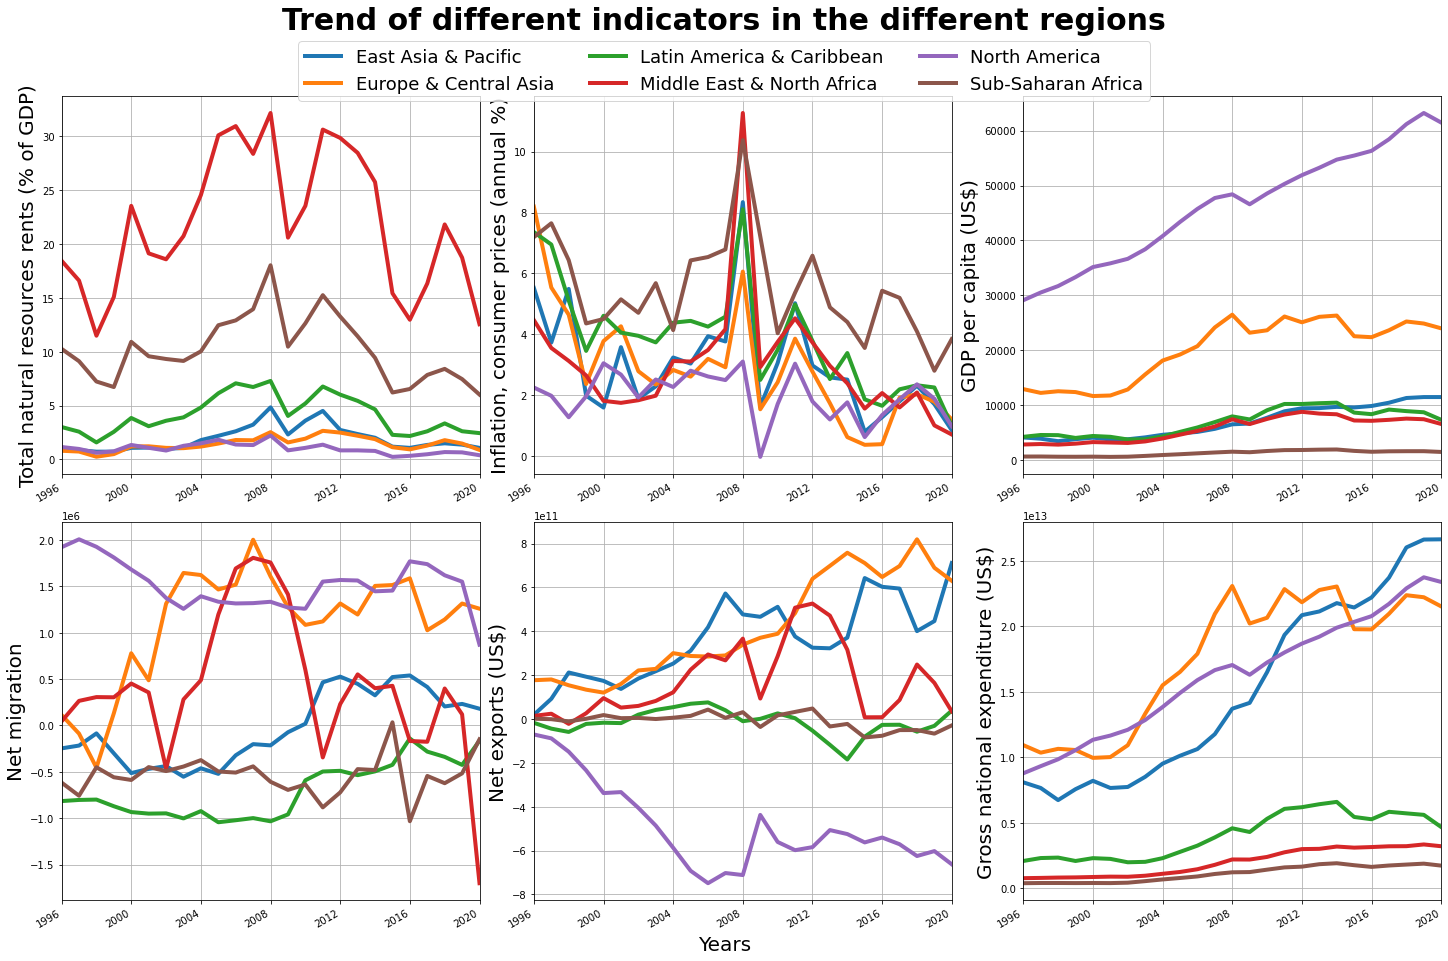 Trend of different indicators in the different regions
East Asia & Pacific
Latin America & Caribbean
North America
Europe & Central Asia
Middle East & North Africa
Sub-Saharan Africa
Total natural resources rents (% of GDP)
30
25
20
15
10
5
0
1996 2000 2004 2008 2012 2016 2020
Inflation, consumer prices (annual %)
10
8
6
4
2
0
1996 2000 2004 2008 2012 2016 2020
GDP per capita (US$)
60000
50000
40000
30000
20000
10000
0
1996 2000 2004 2008 2012 2016 2020
Net migration
1e6
2.0
1.5
1.0
0.5
0.0
−0.5
−1.0
−1.5
1996 2000 2004 2008 2012 2016 2020
Net exports (US$)
1e11
8
6
4
2
0
−2
−4
−6
−8
1996 2000 2004 2008 2012 2016 2020
Gross national expenditure (US$)
1e13
2.5
2.0
1.5
1.0
0.5
0.0
1996 2000 2004 2008 2012 2016 2020
Years